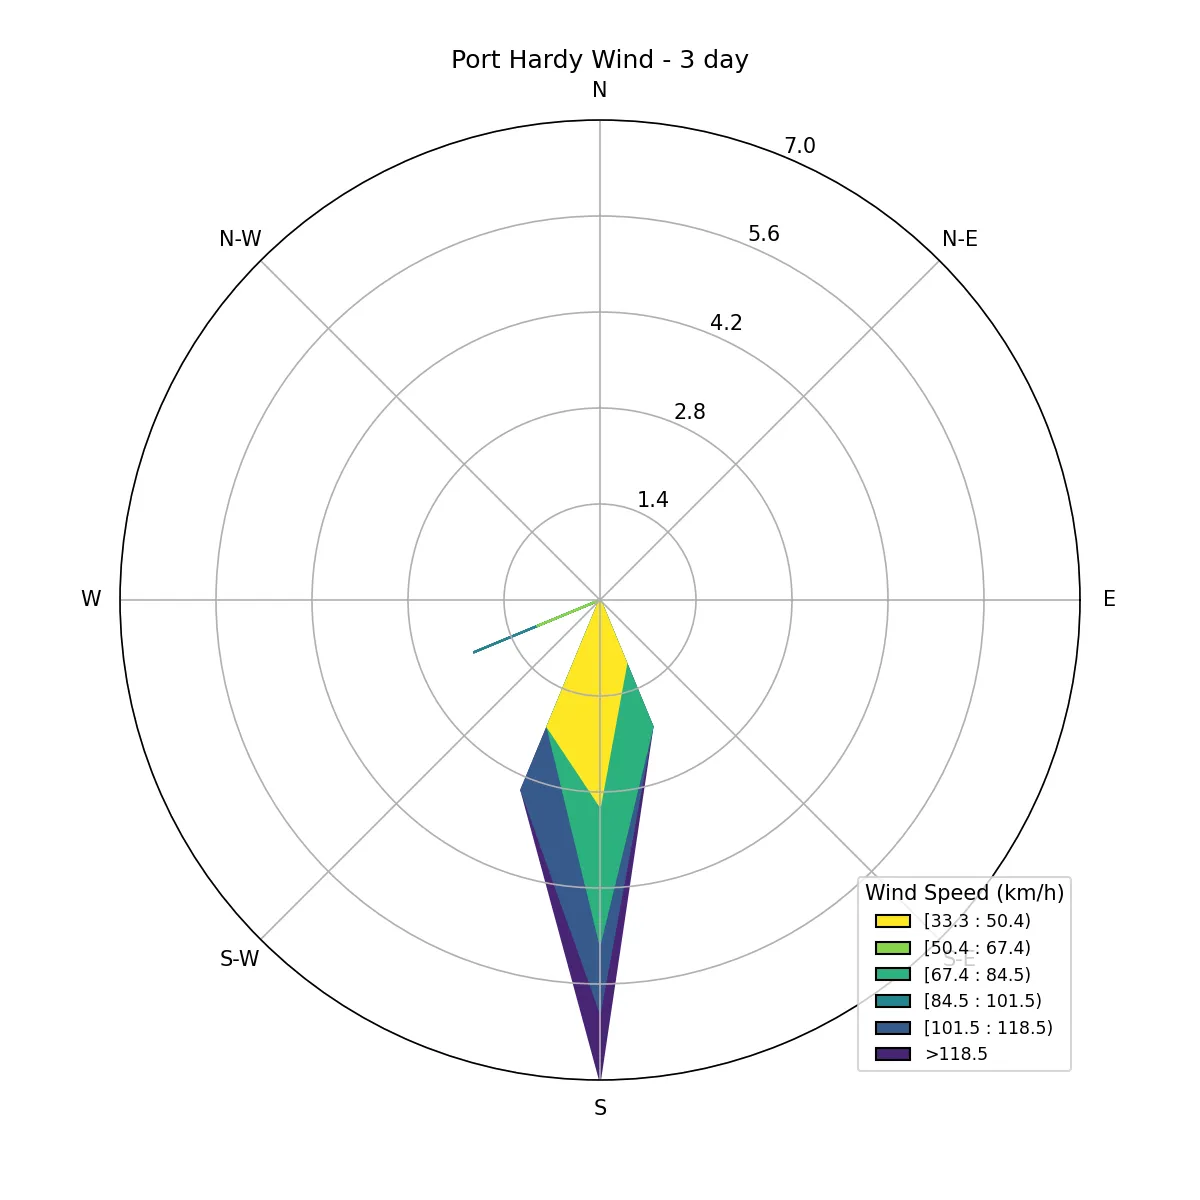 Port Hardy Wind - 3 day
N
7.0
N-W
5.6
N-E
4.2
2.8
1.4
W
E
Wind Speed (km/h)
[33.3 : 50.4)
[50.4 : 67.4)
S-W
S-E
[67.4 : 84.5)
[84.5 : 101.5)
[101.5 : 118.5)
>118.5
S